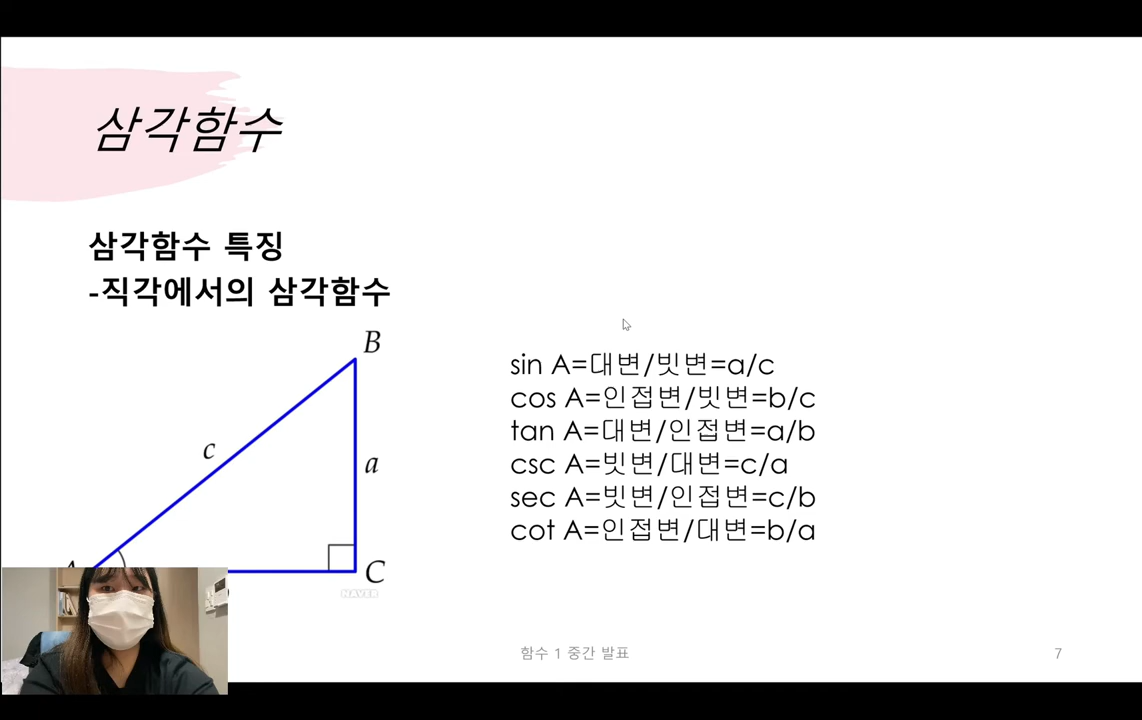 삼각함수
삼각함수 특징
-직각에서의 삼각함수
B
c
a
A
C
NAVER
sin A=대변/빗변=a/c
cos A=인접변/빗변=b/c
tan A=대변/인접변=a/b
csc A=빗변/대변=c/a
sec A=빗변/인접변=c/b
cot A=인접변/대변=b/a
함수 1 중간 발표
7